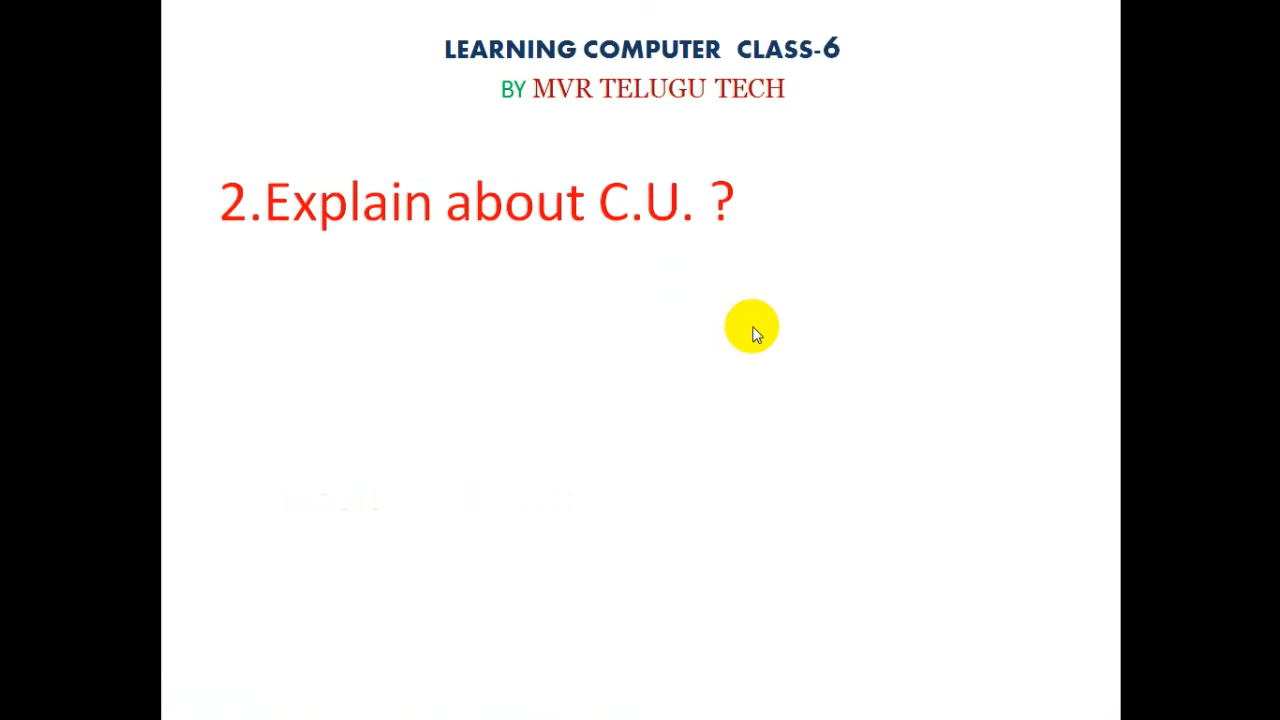 LEARNING COMPUTER CLASS-6
BY MVR TELUGU TECH
2.Explain about C.U. ?